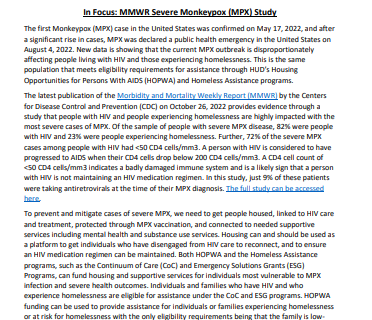 In Focus: MMWR Severe Monkeypox (MPX) Study
The first Monkeypox (MPX) case in the United States was confirmed on May 17, 2022, and after
a significant rise in cases, MPX was declared a public health emergency in the United States on
August 4, 2022. New data is showing that the current MPX outbreak is disproportionately
affecting people living with HIV and those experiencing homelessness. This is the same
population that meets eligibility requirements for assistance through HUD's Housing
Opportunities for Persons With AIDS (HOPWA) and Homeless Assistance programs.
The latest publication of the Morbidity and Mortality Weekly Report (MMWR) by the Centers
for Disease Control and Prevention (CDC) on October 26, 2022 provides evidence through a
study that people with HIV and people experiencing homelessness are highly impacted with the
most severe cases of MPX. Of the sample of people with severe MPX disease, 82% were people
with HIV and 23% were people experiencing homelessness. Further, 72% of the severe MPX
cases among people with HIV had <50 CD4 cells/mm3. A person with HIV is considered to have
progressed to AIDS when their CD4 cells drop below 200 CD4 cells/mm3. A CD4 cell count of
<50 CD4 cells/mm3 indicates a badly damaged immune system and is a likely sign that a person
with HIV is not maintaining an HIV medication regimen. In this study, just 9% of these patients
were taking antiretrovirals at the time of their MPX diagnosis. The full study can be accessed
here.
To prevent and mitigate cases of severe MPX, we need to get people housed, linked to HIV care
and treatment, protected through MPX vaccination, and connected to needed supportive
services including mental health and substance use services. Housing can and should be used as
a platform to get individuals who have disengaged from HIV care to reconnect, and to ensure
an HIV medication regimen can be maintained. Both HOPWA and the Homeless Assistance
programs, such as the Continuum of Care (CoC) and Emergency Solutions Grants (ESG)
Programs, can fund housing and supportive services for individuals most vulnerable to MPX
infection and severe health outcomes. Individuals and families who have HIV and who
experience homelessness are eligible for assistance under the CoC and ESG programs. HOPWA
funding can be used to provide assistance for individuals or families experiencing homelessness
or at risk for homelessness with the only eligibility requirements being that the family is low-